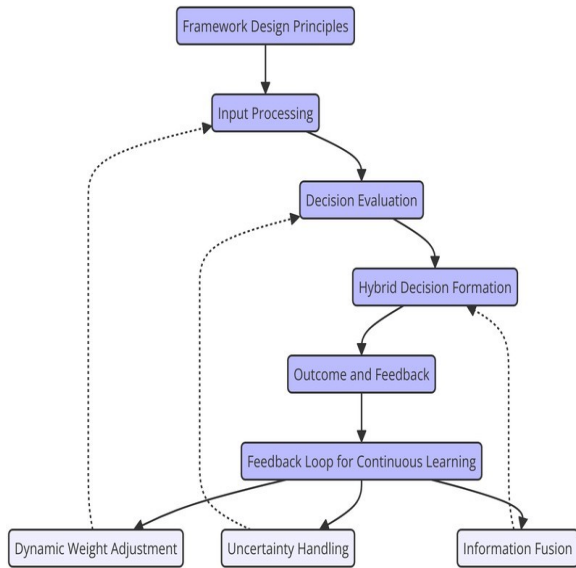 Framework Design Principles
Input Processing
Decision Evaluation
Hybrid Decision Formation
Outcome and Feedback
Feedback Loop for Continuous Learning
Dynamic Weight Adjustment
Uncertainty Handling
Information Fusion